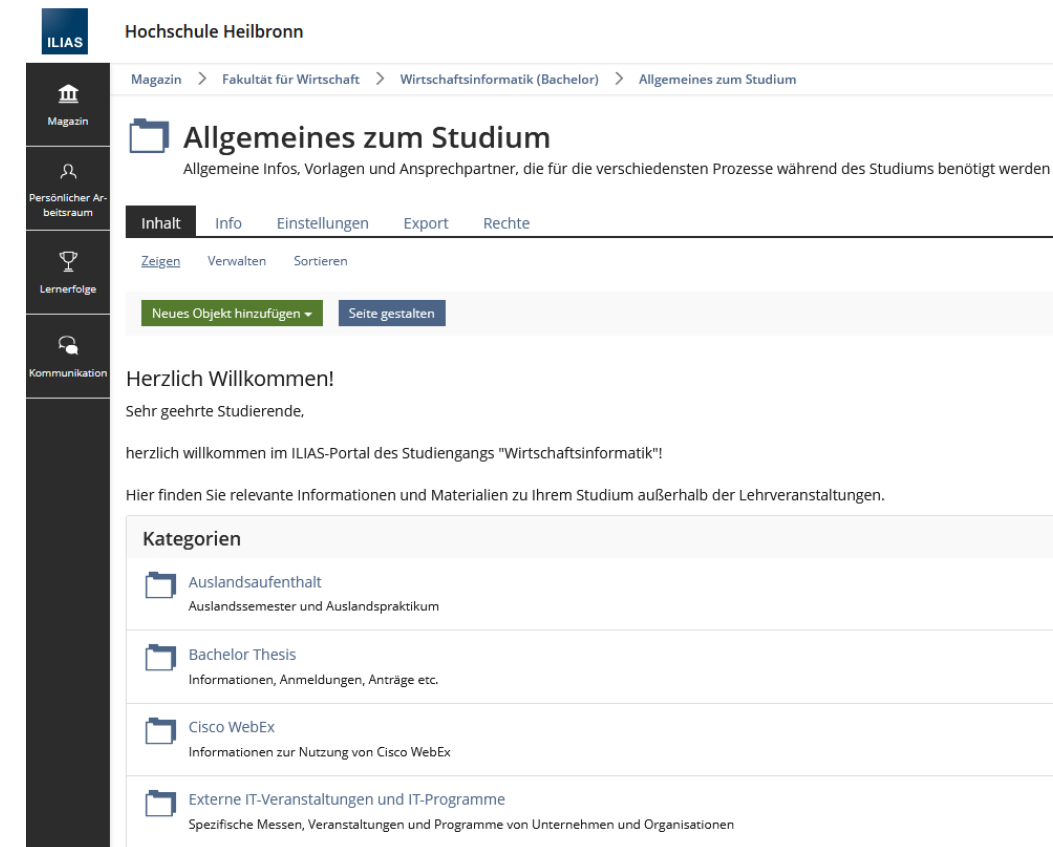 ILIAS
Hochschule Heilbronn
Magazin > Fakultät für Wirtschaft > Wirtschaftsinformatik (Bachelor) > Allgemeines zum Studium
Magazin
Persönlicher Ar-
beitsraum
Lernerfolge
Kommunikation
Allgemeines zum Studium
Allgemeine Infos, Vorlagen und Ansprechpartner, die für die verschiedensten Prozesse während des Studiums benötigt werden
Inhalt Info Einstellungen Export Rechte
Zeigen Verwalten Sortieren
Neues Objekt hinzufügen Seite gestalten
Herzlich Willkommen!
Sehr geehrte Studierende,
herzlich willkommen im ILIAS-Portal des Studiengangs "Wirtschaftsinformatik"!
Hier finden Sie relevante Informationen und Materialien zu Ihrem Studium außerhalb der Lehrveranstaltungen.
Kategorien
Auslandsaufenthalt
Auslandssemester und Auslandspraktikum
Bachelor Thesis
Informationen, Anmeldungen, Anträge etc.
Cisco WebEx
Informationen zur Nutzung von Cisco WebEx
Externe IT-Veranstaltungen und IT-Programme
Spezifische Messen, Veranstaltungen und Programme von Unternehmen und Organisationen